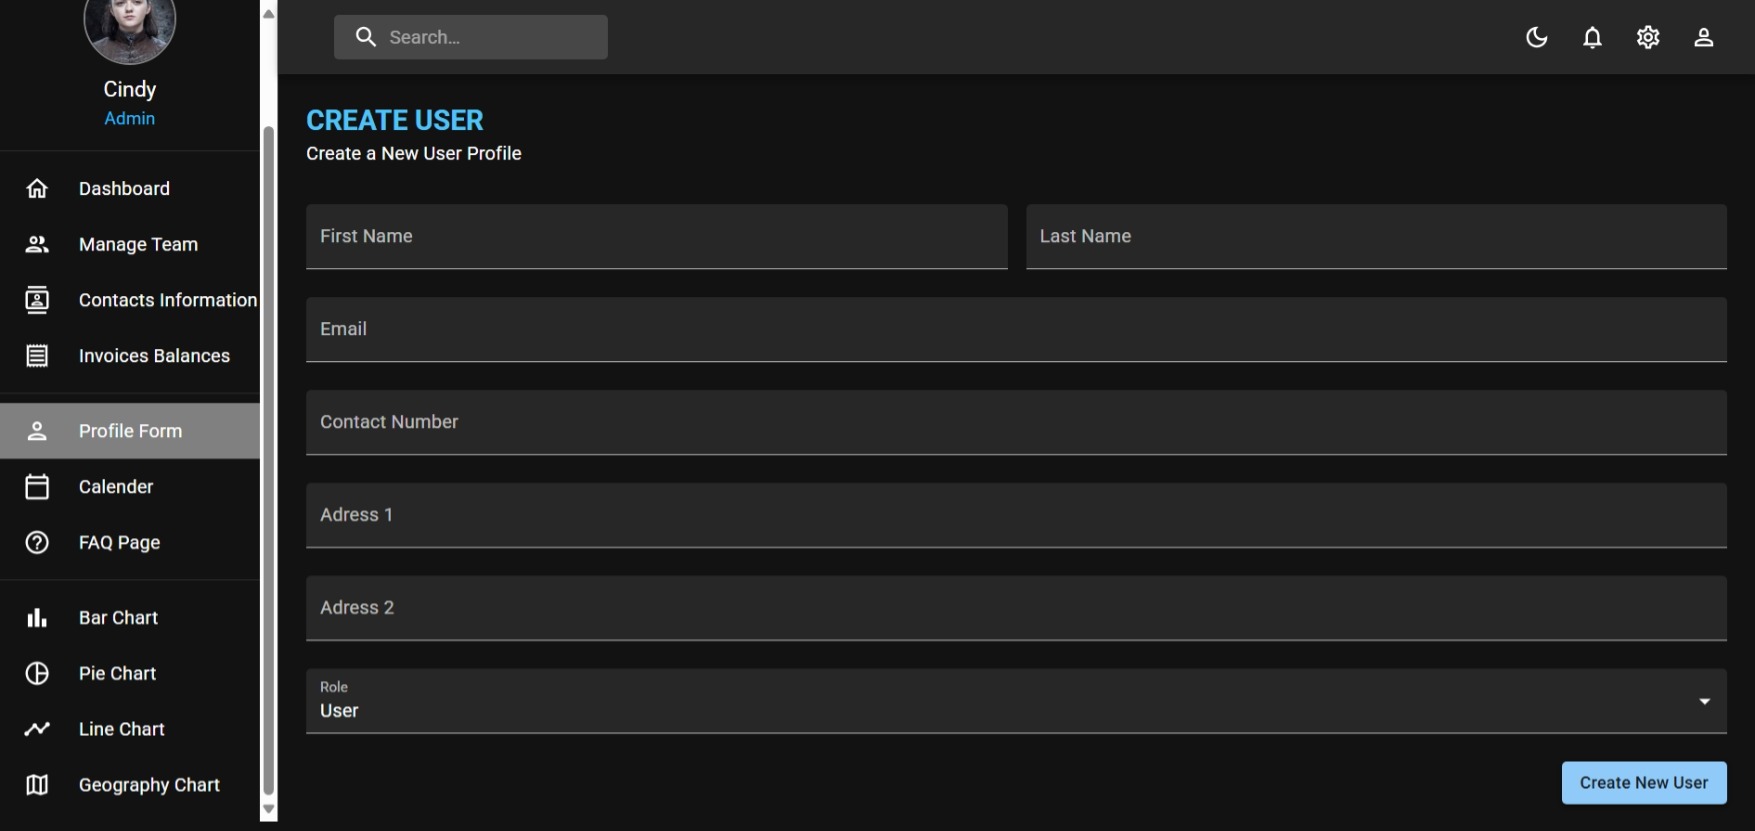 Cindy
Admin
Dashboard
Manage Team
Contacts Information
Invoices Balances
Profile Form
Calender
FAQ Page
Bar Chart
Pie Chart
Line Chart
Geography Chart
Search...
CREATE USER
Create a New User Profile
First Name
Last Name
Email
Contact Number
Adress 1
Adress 2
Role
User
Create New User